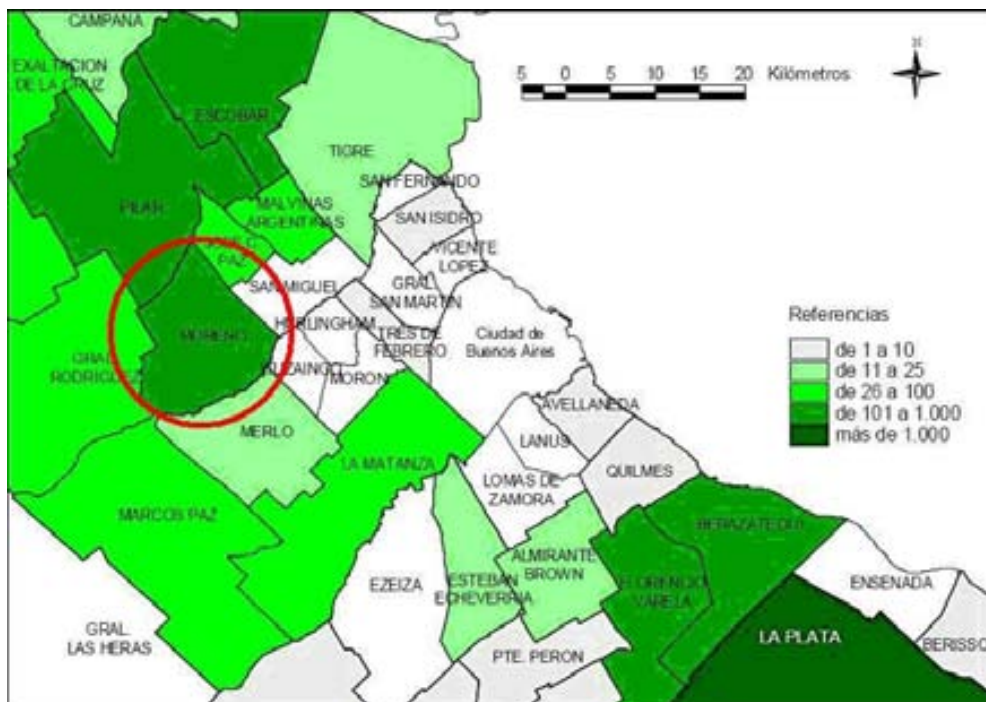 CAMPANA
EXALTACION
DE LA CRUZ
ESCOBAR
TIGRE
5 0 5 10 15 20 Kilómetros
N
SAN FERNANDO
PILAR
MALVINAS
ARGENTINAS
SAN ISIDRO
JOSE C.
PAZ
VICENTE
LOPEZ
SAN MIGUEL
GRAL.
SAN MARTIN
MORENO
HURLINGHAM
TRES DE
FEBRERO
Ciudad de
Buenos Aires
Referencias
de 1 a 10
de 11 a 25
de 26 a 100
de 101 a 1.000
más de 1.000
GRAL.
RODRIGUEZ
ITUZAINGO
MORON
AVELLANEDA
MERLO
LANUS
LA MATANZA
QUILMES
LOMAS DE
ZAMORA
MARCOS PAZ
BERAZATEGUI
ALMIRANTE
BROWN
EZEIZA
ESTEBAN
ECHEVERRIA
FLORENCIO
VARELA
ENSENADA
GRAL.
LAS HERAS
PTE. PERON
LA PLATA
BERISSO